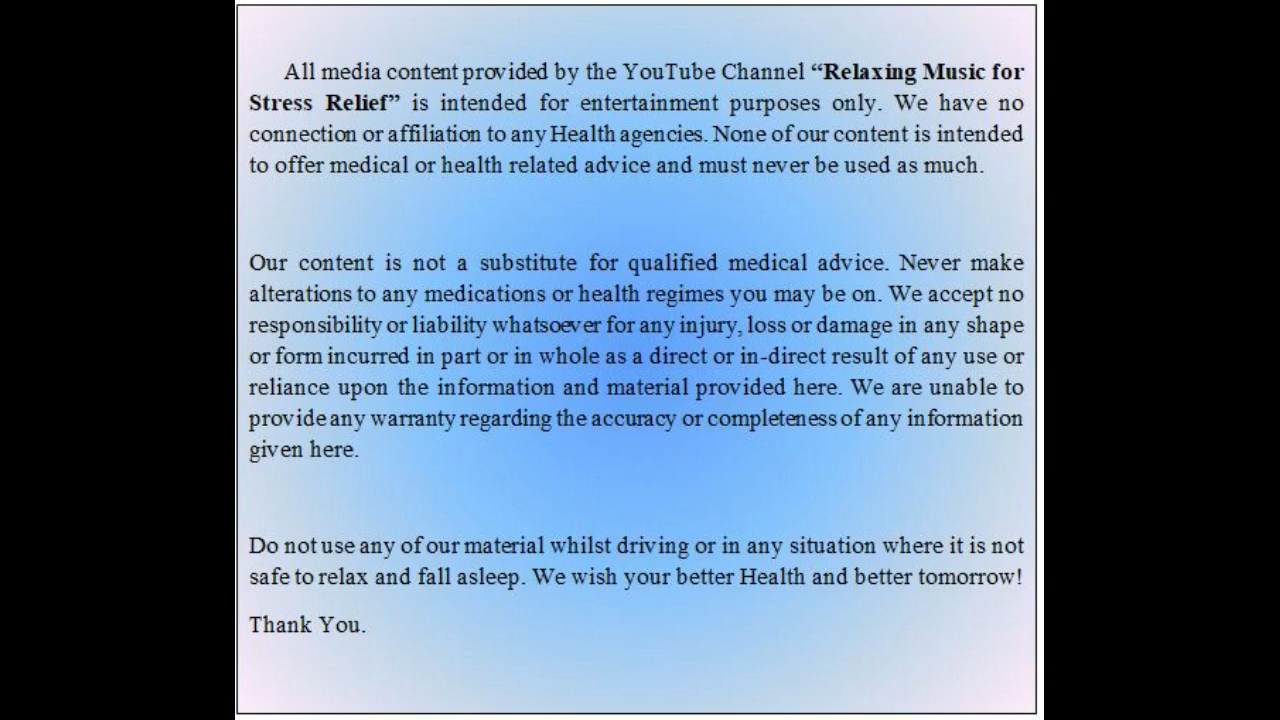 All media content provided by the YouTube Channel “Relaxing Music for
Stress Relief” is intended for entertainment purposes only. We have no
connection or affiliation to any Health agencies. None of our content is intended
to offer medical or health related advice and must never be used as much.
Our content is not a substitute for qualified medical advice. Never make
alterations to any medications or health regimes you may be on. We accept no
responsibility or liability whatsoever for any injury, loss or damage in any shape
or form incurred in part or in whole as a direct or in-direct result of any use or
reliance upon the information and material provided here. We are unable to
provide any warranty regarding the accuracy or completeness of any information
given here.
Do not use any of our material whilst driving or in any situation where it is not
safe to relax and fall asleep. We wish your better Health and better tomorrow!
Thank You.